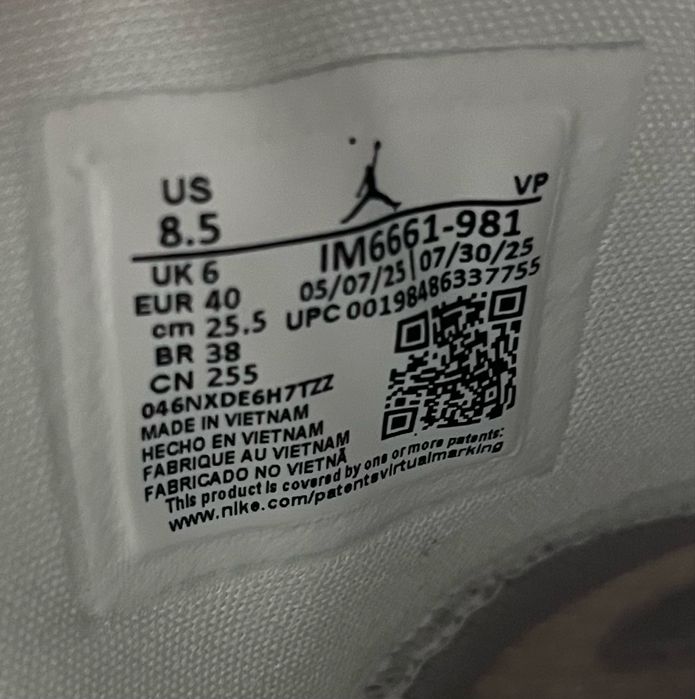 US
8.5
VP
IM6661-981
05/07/25|07/30/25
UPC 00198486337755
UK 6
EUR 40
cm 25.5
BR 38
CN 255
046NXDE6H7TZZ
MADE IN VIETNAM
HECHO EN VIETNAM
FABRIQUE AU VIETNAM
FABRICADO NO VIETNÃ
This product is covered by one or more patents:
www.nike.com/patentsvirtualmarking